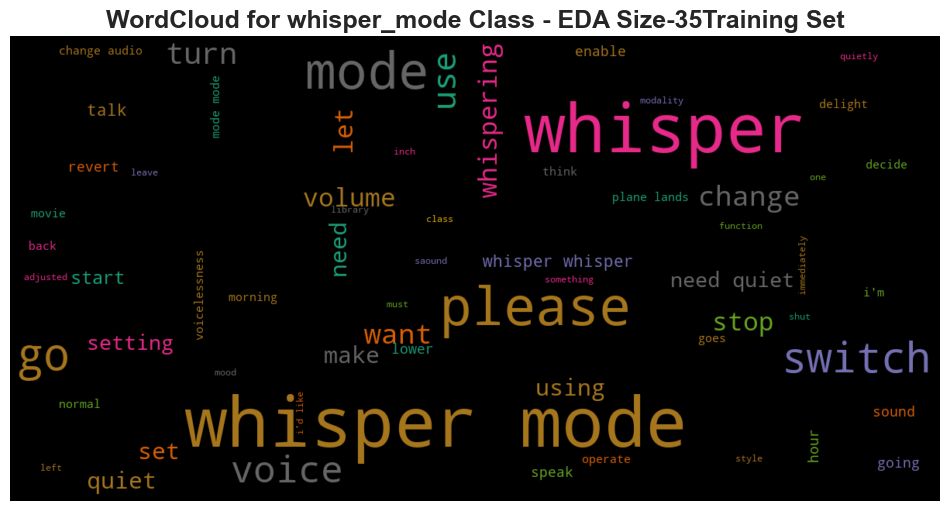 WordCloud for whisper_mode Class - EDA Size-35Training Set
change audio
turn
mode
use
whispering
enable
quietly
talk
mode mode
let
whisper
modality
delight
revert
leave
inch
think
one
decide
movie
volume
library
class
plane lands
change
function
back
need
saound
whisper whisper
immediately
adjusted
start
voicelessness
morning
something
need quiet
i'm
must
please
stop
shut
go
setting
want
lower
make
goes
switch
mood
using
normal
whisper mode
i'd like
sound
set
voice
operate
style
hour
going
left
quiet
speak